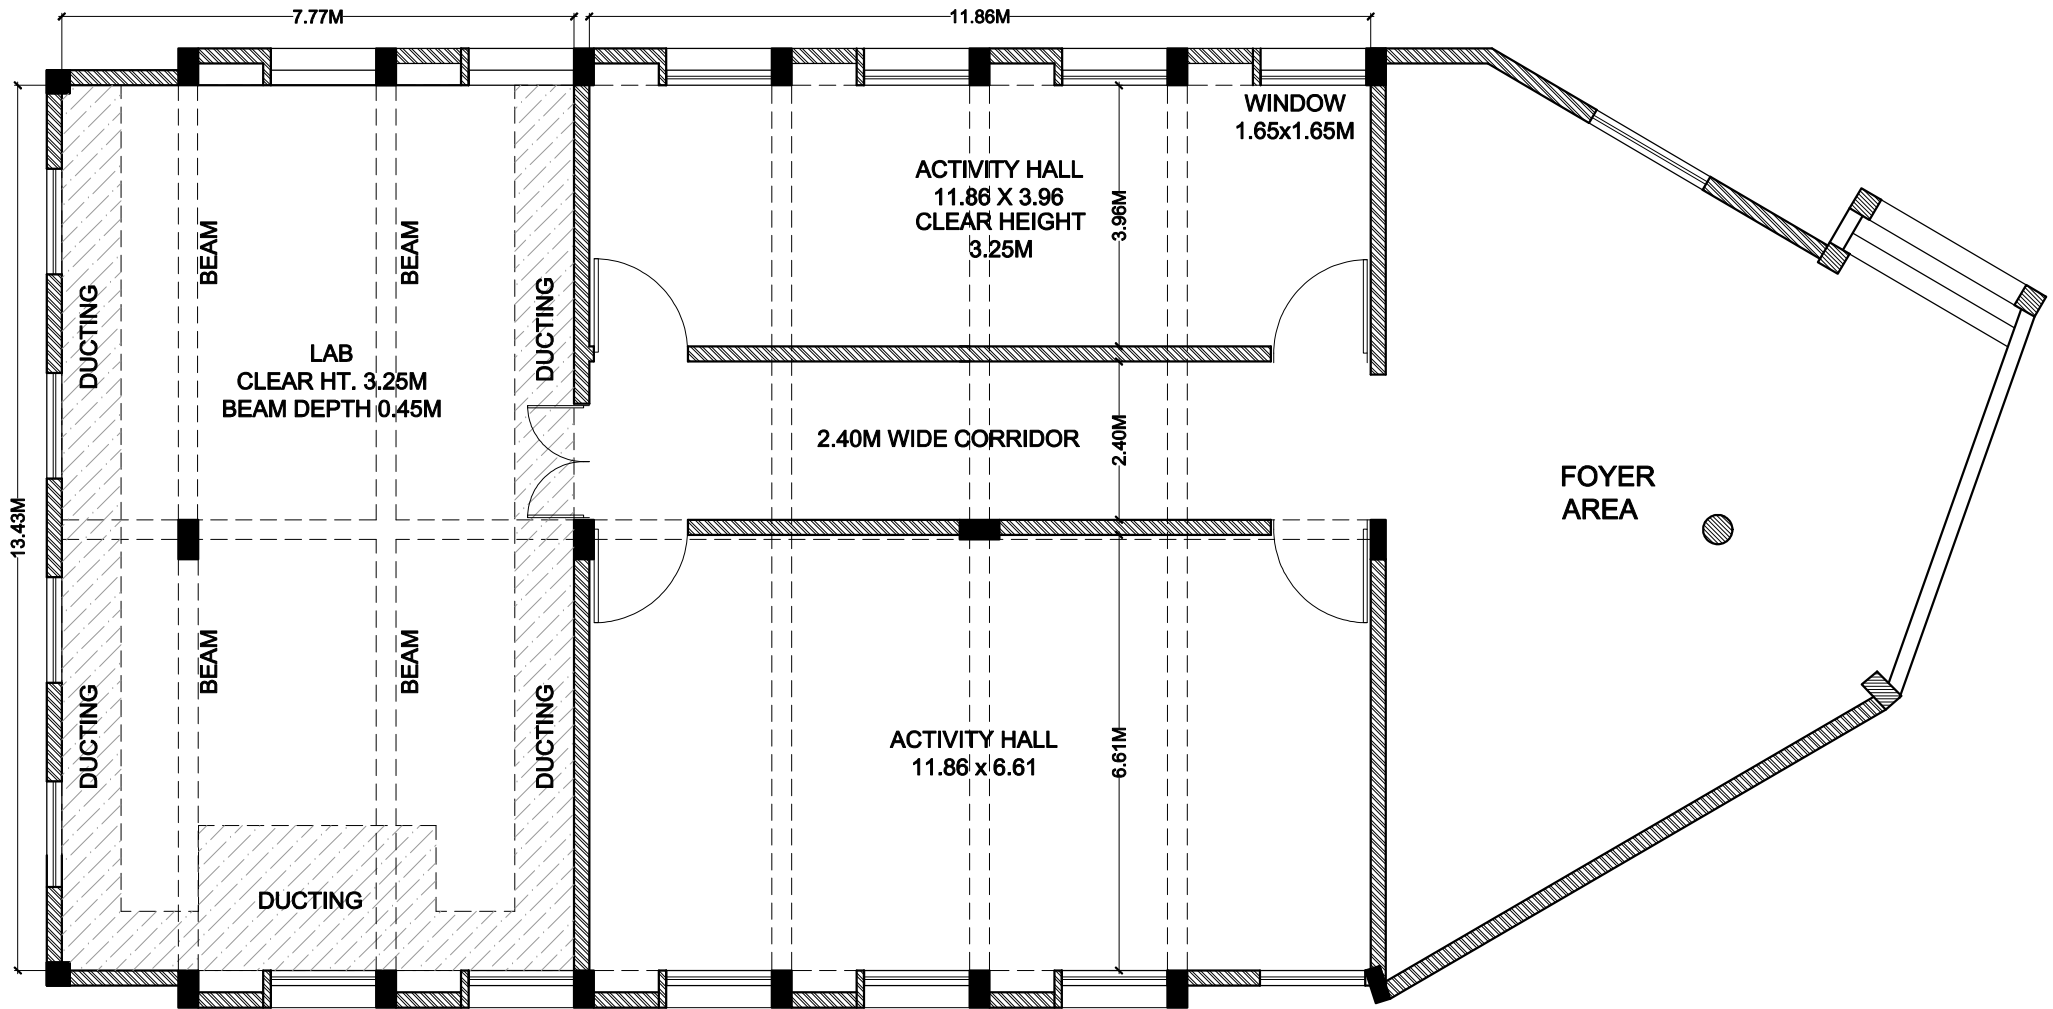 7.77M
11.86M
WINDOW
1.65x1.65M
ACTIVITY HALL
11.86 X 3.96
CLEAR HEIGHT
3.25M
3.96M
BEAM
BEAM
DUCTING
DUCTING
LAB
CLEAR HT. 3.25M
BEAM DEPTH 0.45M
2.40M WIDE CORRIDOR
2.40M
FOYER
AREA
13.43M
BEAM
BEAM
DUCTING
DUCTING
ACTIVITY HALL
11.86 x 6.61
6.61M
DUCTING